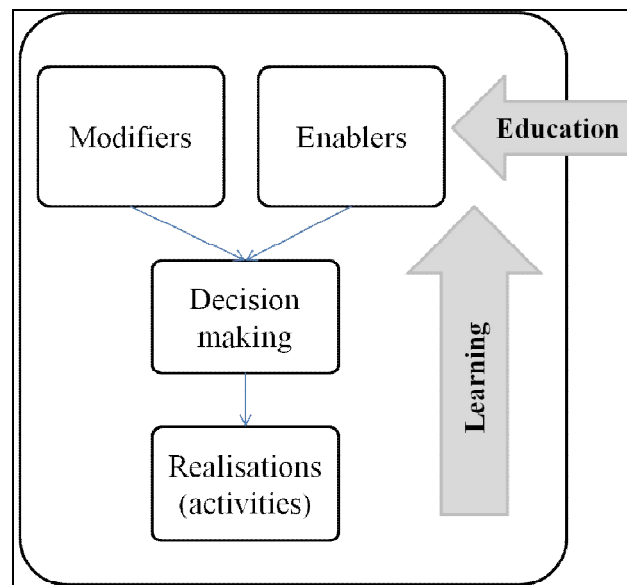 Modifiers
Enablers
Education
Decision
making
Learning
Realisations
(activities)